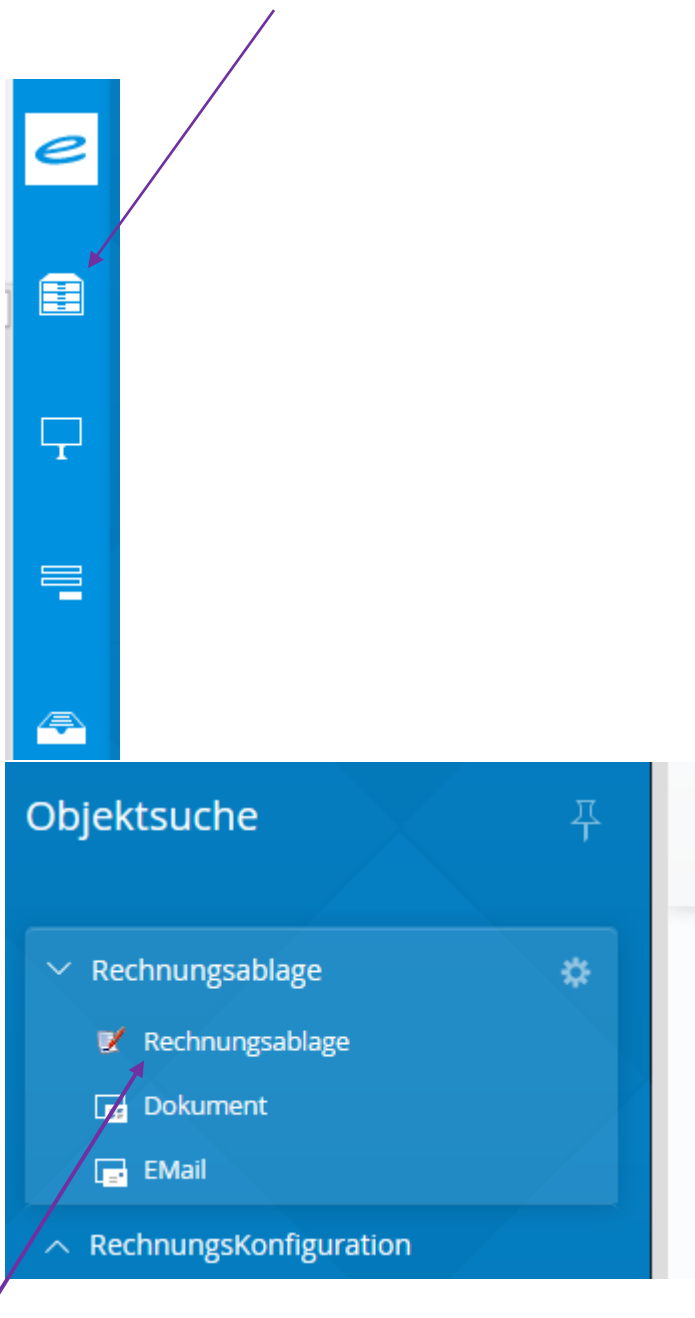 e
Objektsuche
Rechnungsablage
Rechnungsablage
Dokument
EMail
RechnungsKonfiguration